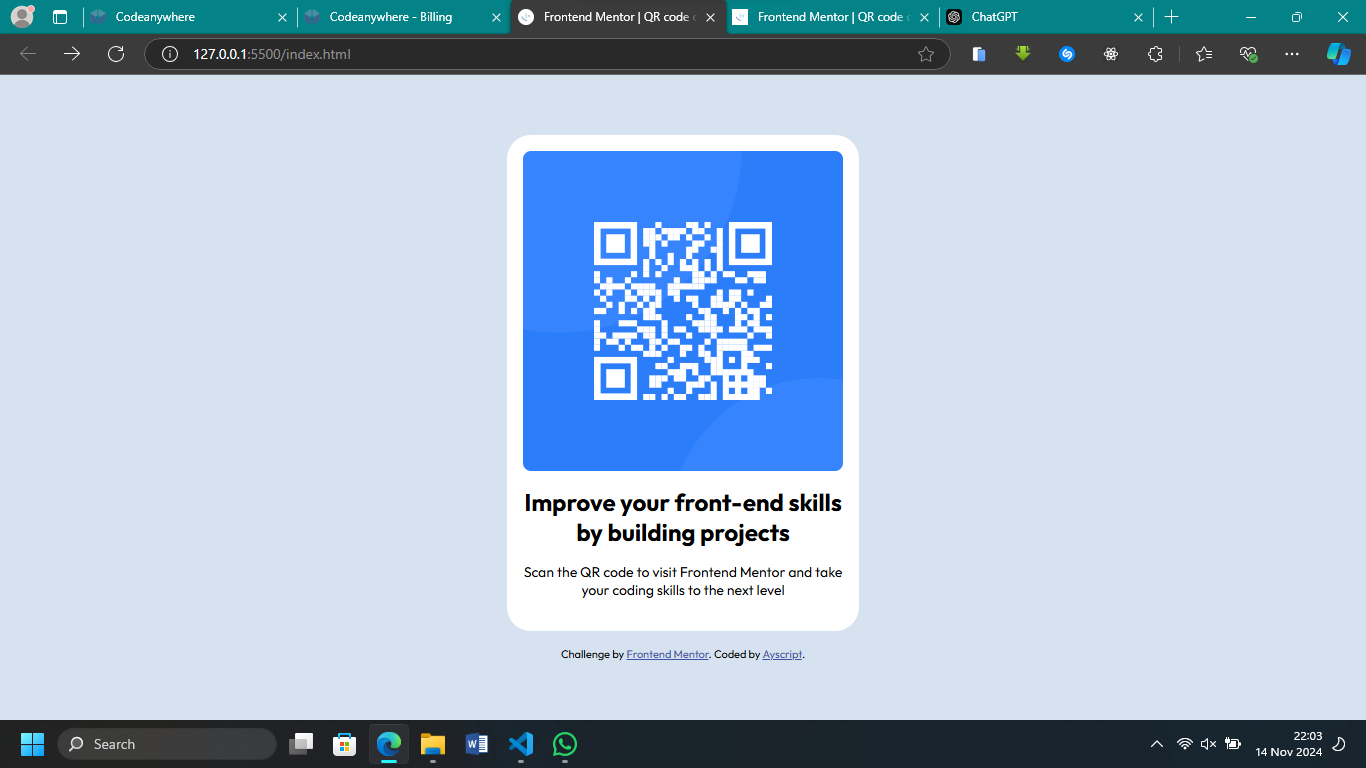 Codeanywhere
Codeanywhere - Billing
Frontend Mentor | QR code
Frontend Mentor | QR code
ChatGPT
127.0.0.1:5500/index.html
Improve your front-end skills
by building projects
Scan the QR code to visit Frontend Mentor and take
your coding skills to the next level
Challenge by Frontend Mentor. Coded by Ayscript.
Search
22:03
14 Nov 2024